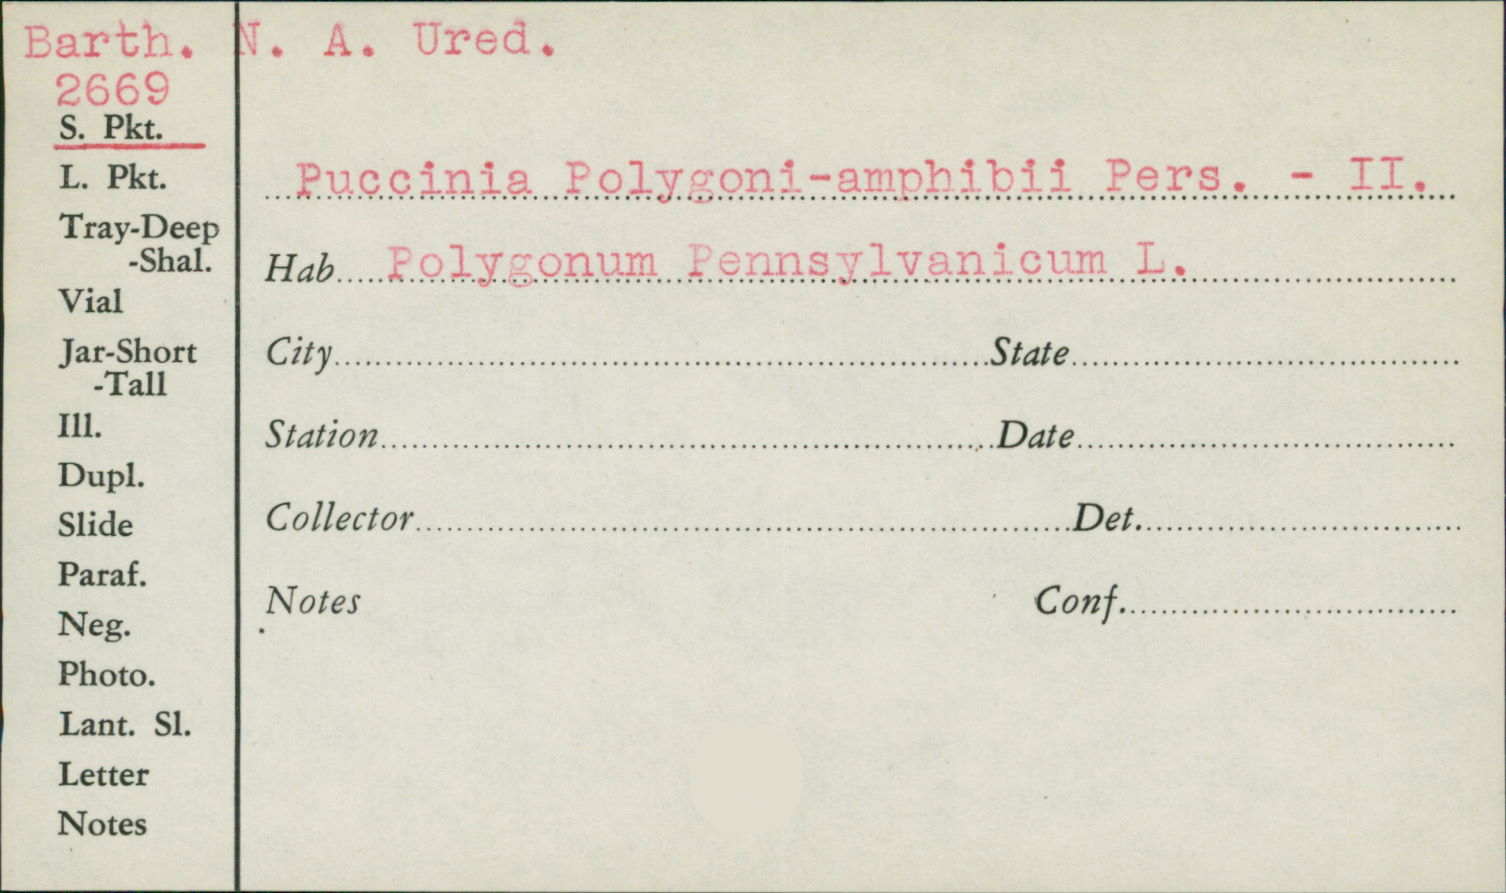 Barth. N. A. Ured.
2669
S. Pkt.
L. Pkt.
Tray-Deep
-Shal.
Vial
Jar-Short
-Tall
Ill.
Dupl.
Slide
Paraf.
Neg.
Photo.
Lant. Sl.
Letter
Notes
Puccinia Polygoni-amphibii Pers. - II.
Hab Polygonum Pennsylvanicum L.
City State
Station Date
Collector Det.
Notes Conf.